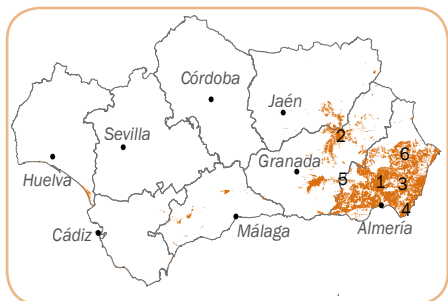 Córdoba
Jaén
Sevilla
2
Granada
6
Huelva
5
1
3
4
Cádiz
Málaga
Almería